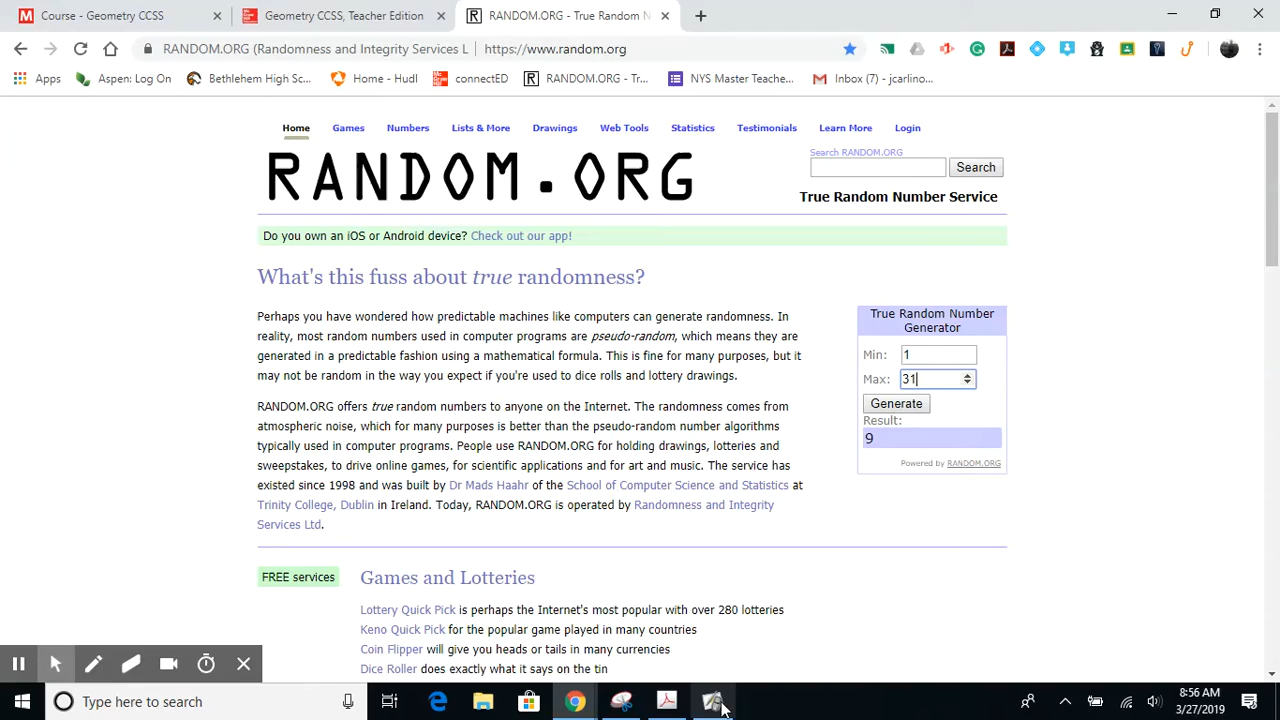 Course - Geometry CCSS
Geometry CCSS, Teacher Edition
RANDOM.ORG - True Random N
RANDOM.ORG (Randomness and Integrity Services L
https://www.random.org
Apps
Aspen: Log On
Bethlehem High Sc...
Home - Hudl
connectED
RANDOM.ORG - Tr...
NYS Master Teache...
Inbox (7) - jcarlino...
Home
Games
Numbers
Lists & More
Drawings
Web Tools
Statistics
Testimonials
Learn More
Login
RANDOM.ORG
Search RANDOM.ORG
Search
True Random Number Service
Do you own an iOS or Android device? Check out our app!
What's this fuss about true randomness?
Perhaps you have wondered how predictable machines like computers can generate randomness. In
reality, most random numbers used in computer programs are pseudo-random, which means they are
generated in a predictable fashion using a mathematical formula. This is fine for many purposes, but it
may not be random in the way you expect if you're used to dice rolls and lottery drawings.
RANDOM.ORG offers true random numbers to anyone on the Internet. The randomness comes from
atmospheric noise, which for many purposes is better than the pseudo-random number algorithms
typically used in computer programs. People use RANDOM.ORG for holding drawings, lotteries and
sweepstakes, to drive online games, for scientific applications and for art and music. The service has
existed since 1998 and was built by Dr Mads Haahr of the School of Computer Science and Statistics at
Trinity College, Dublin in Ireland. Today, RANDOM.ORG is operated by Randomness and Integrity
Services Ltd.
True Random Number
Generator
Min: 1
Max: 31
Generate
Result:
9
Powered by RANDOM.ORG
FREE services
Games and Lotteries
Lottery Quick Pick is perhaps the Internet's most popular with over 280 lotteries
Keno Quick Pick for the popular game played in many countries
Coin Flipper will give you heads or tails in many currencies
Dice Roller does exactly what it says on the tin
Type here to search
8:56 AM
3/27/2019